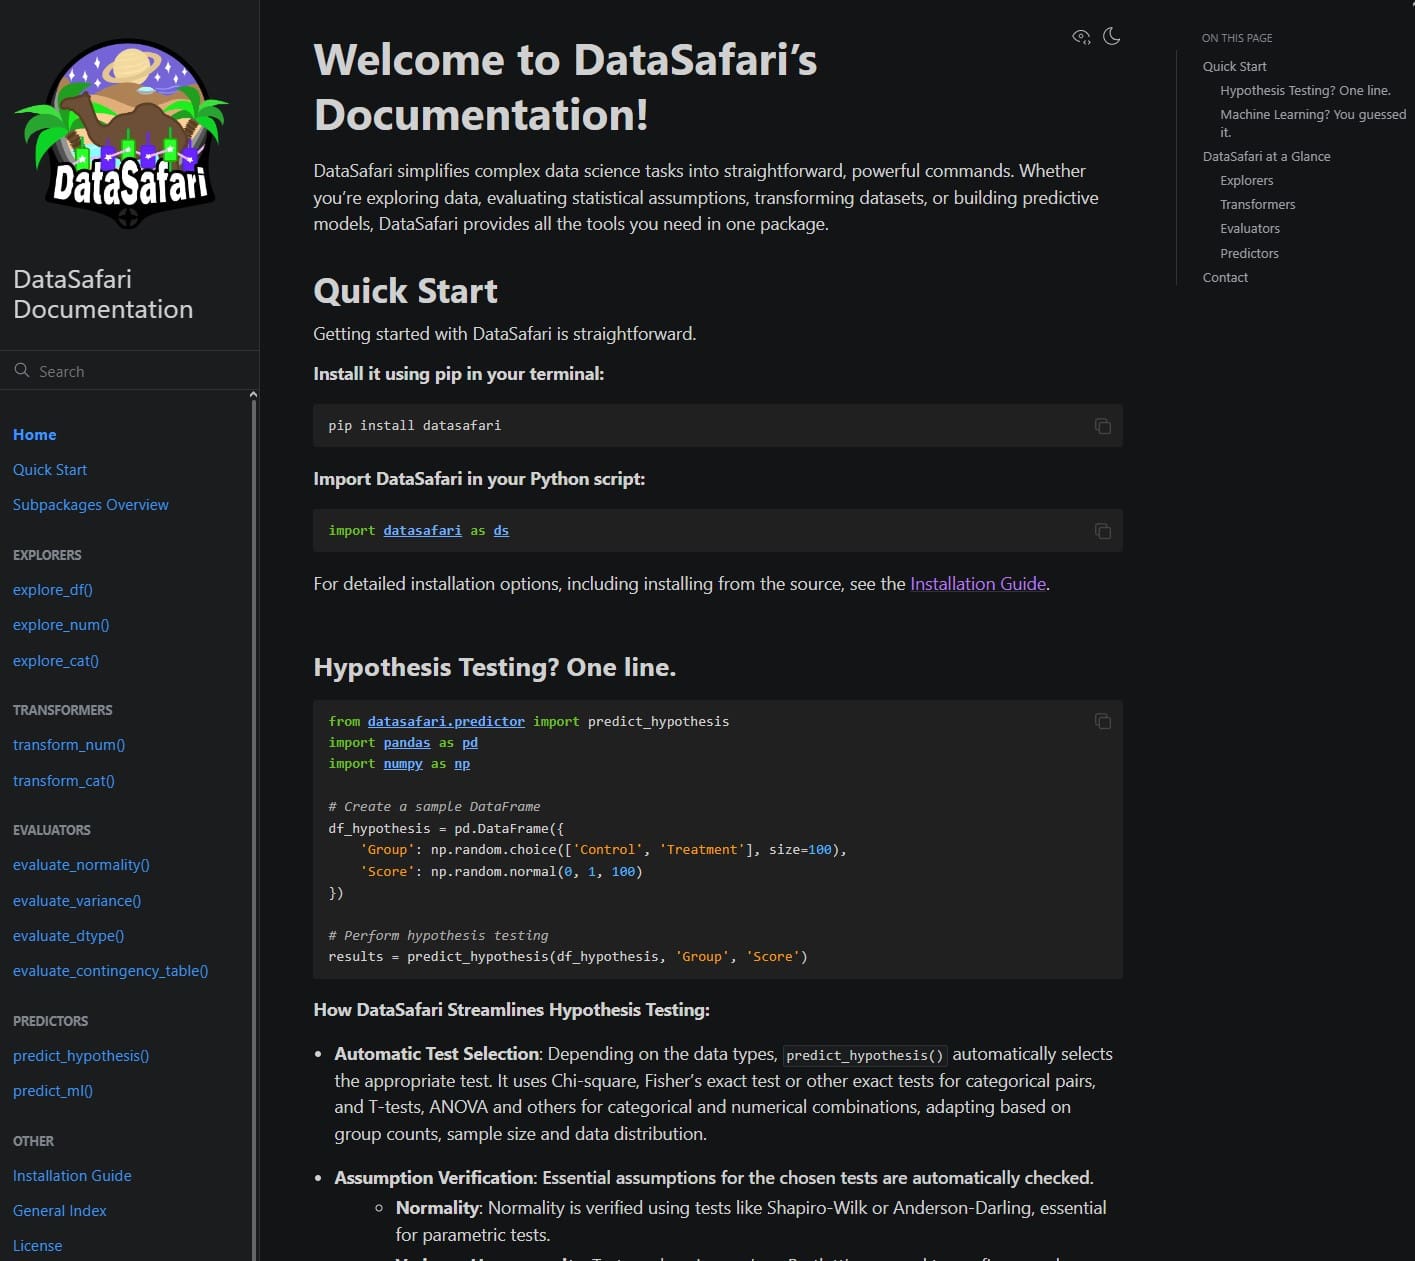 DataSafari
DataSafari
Documentation
Search
Home
Quick Start
Subpackages Overview
EXPLORERS
explore_df()
explore_num()
explore_cat()
TRANSFORMERS
transform_num()
transform_cat()
EVALUATORS
evaluate_normality()
evaluate_variance()
evaluate_dtype()
evaluate_contingency_table()
PREDICTORS
predict_hypothesis()
predict_ml()
OTHER
Installation Guide
General Index
License
Welcome to DataSafari’s
Documentation!
DataSafari simplifies complex data science tasks into straightforward, powerful commands. Whether
you’re exploring data, evaluating statistical assumptions, transforming datasets, or building predictive
models, DataSafari provides all the tools you need in one package.
Quick Start
Getting started with DataSafari is straightforward.
Install it using pip in your terminal:
pip install datasafari
Import DataSafari in your Python script:
import datasafari as ds
For detailed installation options, including installing from the source, see the Installation Guide.
Hypothesis Testing? One line.
from datasafari.predictor import predict_hypothesis
import pandas as pd
import numpy as np
# Create a sample DataFrame
df_hypothesis = pd.DataFrame({
    'Group': np.random.choice(['Control', 'Treatment'], size=100),
    'Score': np.random.normal(0, 1, 100)
})
# Perform hypothesis testing
results = predict_hypothesis(df_hypothesis, 'Group', 'Score')
How DataSafari Streamlines Hypothesis Testing:
• Automatic Test Selection: Depending on the data types, predict_hypothesis() automatically selects
the appropriate test. It uses Chi-square, Fisher’s exact test or other exact tests for categorical pairs,
and T-tests, ANOVA and others for categorical and numerical combinations, adapting based on
group counts, sample size and data distribution.
• Assumption Verification: Essential assumptions for the chosen tests are automatically checked.
◦ Normality: Normality is verified using tests like Shapiro-Wilk or Anderson-Darling, essential
for parametric tests.
ON THIS PAGE
Quick Start
Hypothesis Testing? One line.
Machine Learning? You guessed
it.
DataSafari at a Glance
Explorers
Transformers
Evaluators
Predictors
Contact